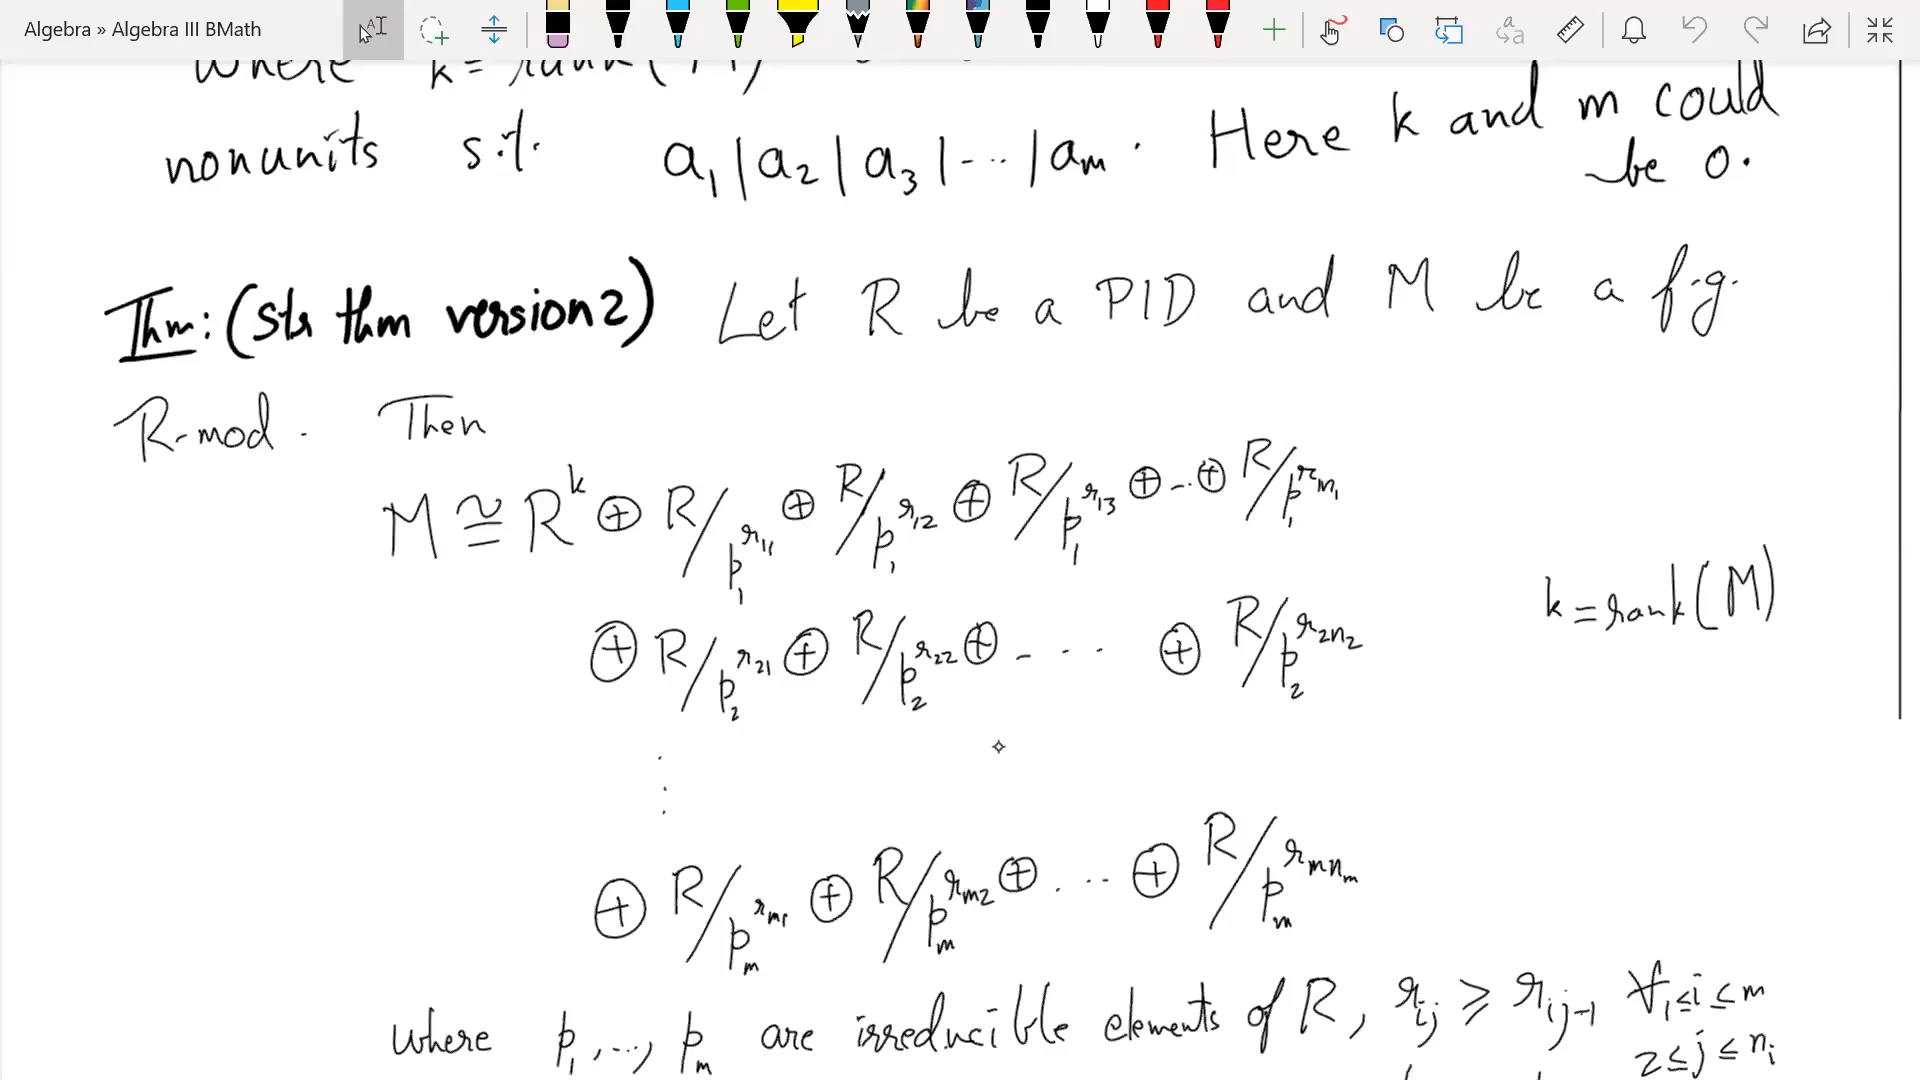 Algebra » Algebra III BMath
where k = rank(M)
nonunits s.t. a₁ | a₂ | a₃ | --- | aₘ . Here k and m could
be 0.
Thm: (Str thm version 2) Let R be a PID and M be a f.g.
R-mod. Then
M ≅ Rᵏ ⊕ R/p₁^r₁₁ ⊕ R/p₁^r₁₂ ⊕ R/p₁^r₁₃ ⊕ -- ⊕ R/p₁^r₁ₙ₁
⊕ R/p₂^r₂₁ ⊕ R/p₂^r₂₂ ⊕ - ... ⊕ R/p₂^r₂ₙ₂
k = rank(M)
⋮
⊕ R/pₘ^rₘ₁ ⊕ R/pₘ^rₘ₂ ⊕ ... ⊕ R/pₘ^rₘₙₘ
where p₁, ..., pₘ are irreducible elements of R, rᵢⱼ ≥ rᵢⱼ₋₁ ∀ 1 ≤ i ≤ m
2 ≤ j ≤ nᵢ